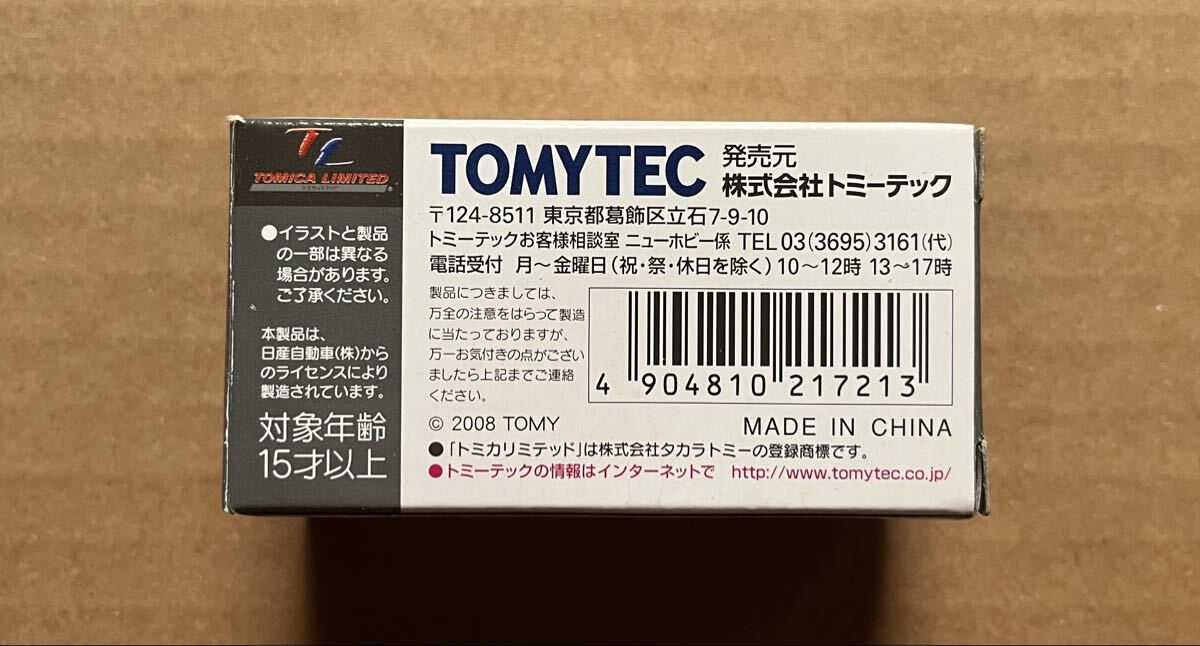 TL
TOMICA LIMITED
●イラストと製品
の一部は異なる
場合があります。
ご了承ください。
本製品は、
日産自動車(株)から
のライセンスにより
製造されています。
対象年齢
15才以上
TOMYTEC 発売元
株式会社トミーテック
〒124-8511 東京都葛飾区立石7-9-10
トミーテックお客様相談室 ニューホビー係 TEL 03(3695)3161(代)
電話受付 月～金曜日(祝・祭・休日を除く) 10～12時 13～17時
製品につきましては、
万全の注意をはらって製造
に当たっておりますが、
万一お気付きの点がござい
ましたら上記までご連絡
ください。
4 904810 217213
© 2008 TOMY MADE IN CHINA
●「トミカリミテッド」は株式会社タカラトミーの登録商標です。
●トミーテックの情報はインターネットで http://www.tomytec.co.jp/